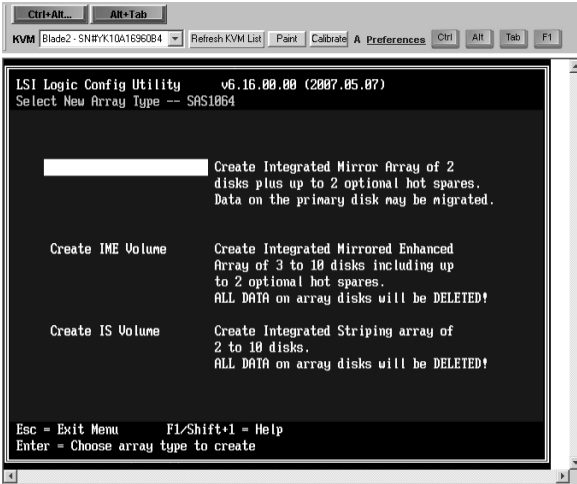 Ctrl+Alt... Alt+Tab
KVM Blade2 - SN#YK10A16960B4 Refresh KVM List Paint Calibrate A Preferences Ctrl Alt Tab F1
LSI Logic Config Utility v6.16.00.00 (2007.05.07)
Select New Array Type -- SAS1064
Create Integrated Mirror Array of 2
disks plus up to 2 optional hot spares.
Data on the primary disk may be migrated.
Create IME Volume Create Integrated Mirrored Enhanced
Array of 3 to 10 disks including up
to 2 optional hot spares.
ALL DATA on array disks will be DELETED!
Create IS Volume Create Integrated Striping array of
2 to 10 disks.
ALL DATA on array disks will be DELETED!
Esc = Exit Menu F1/Shift+1 = Help
Enter = Choose array type to create